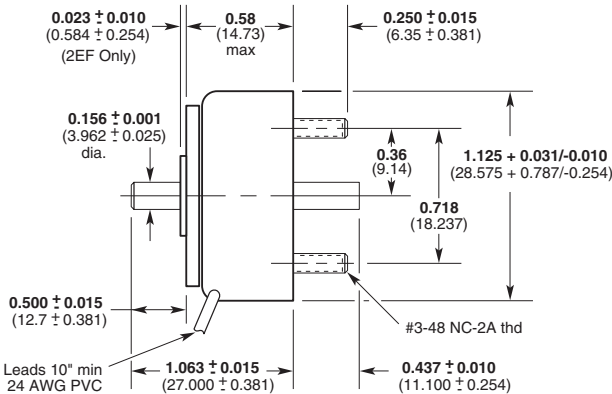 0.023 ± 0.010
(0.584 ± 0.254)
(2EF Only)
0.58
(14.73)
max
0.250 ± 0.015
(6.35 ± 0.381)
0.156 ± 0.001
(3.962 ± 0.025)
dia.
0.36
(9.14)
1.125 + 0.031/-0.010
(28.575 + 0.787/-0.254)
0.718
(18.237)
0.500 ± 0.015
(12.7 ± 0.381)
#3-48 NC-2A thd
Leads 10" min
24 AWG PVC
1.063 ± 0.015
(27.000 ± 0.381)
0.437 ± 0.010
(11.100 ± 0.254)